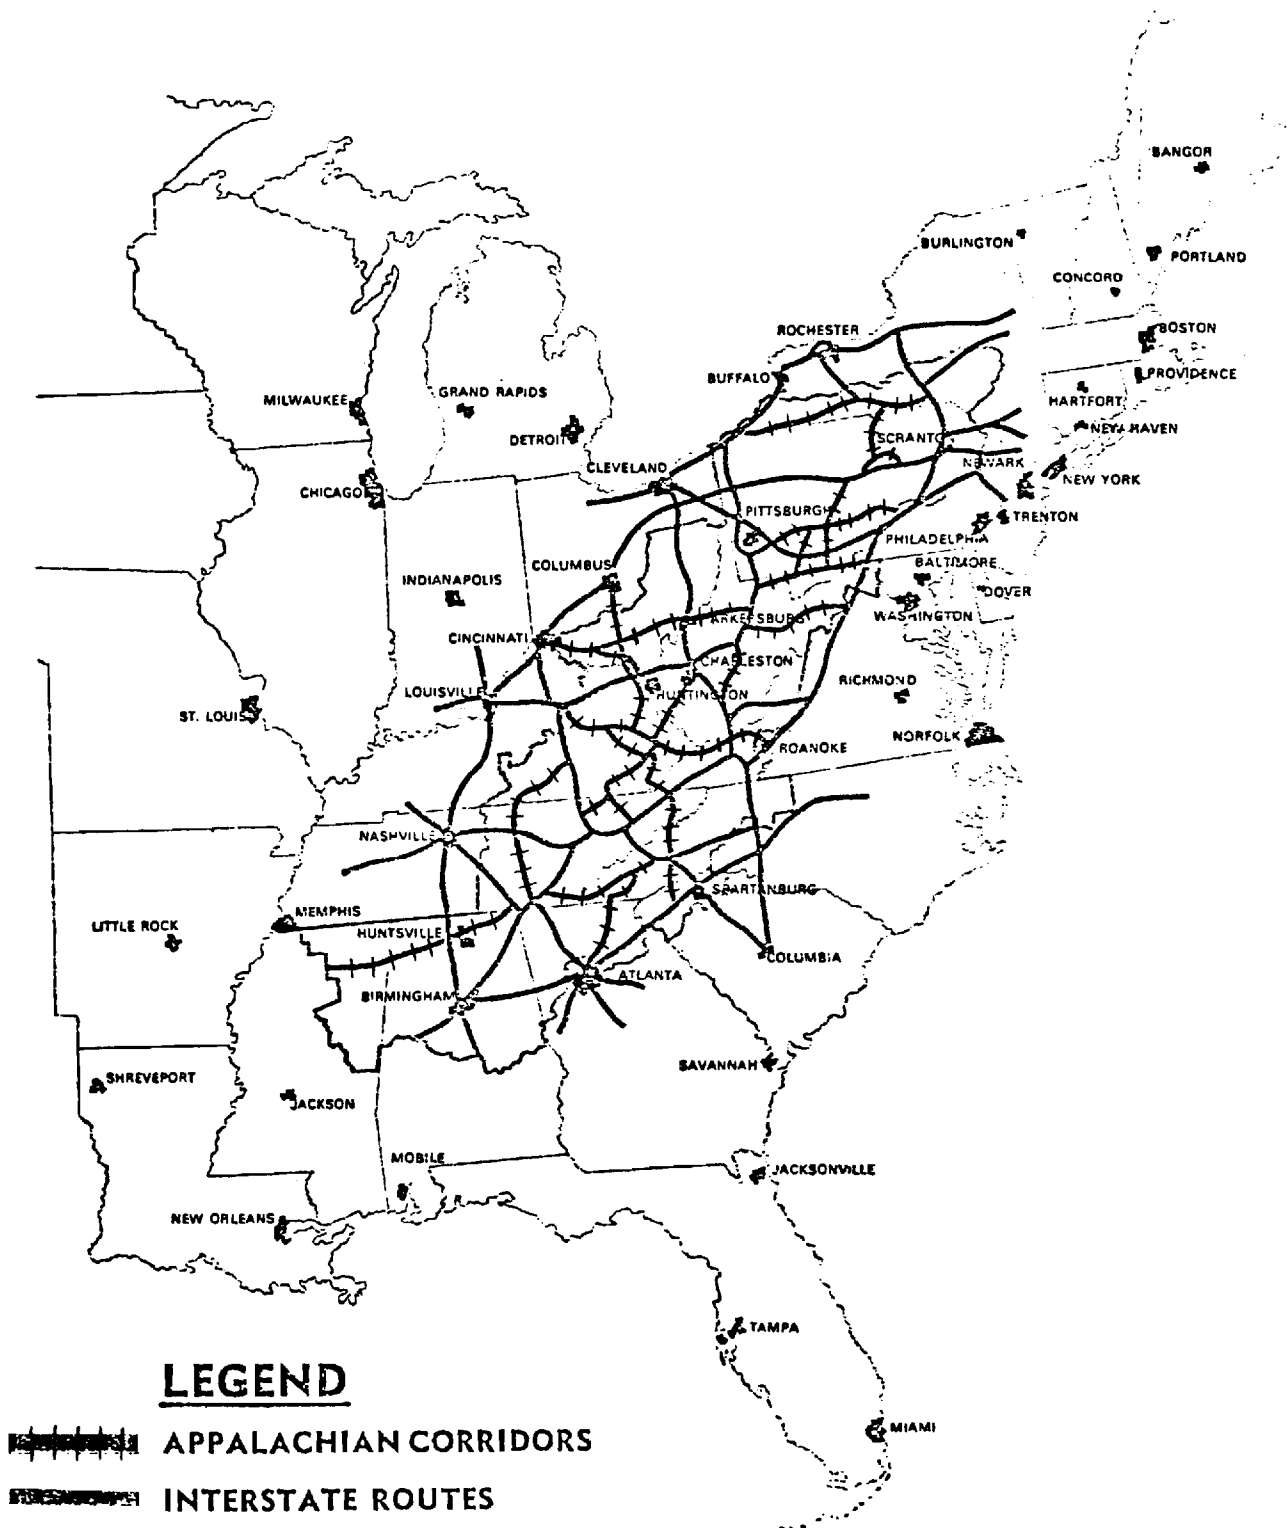 BANGOR
BURLINGTON
PORTLAND
CONCORD
ROCHESTER
BOSTON
BUFFALO
PROVIDENCE
MILWAUKEE
GRAND RAPIDS
HARTFORT
DETROIT
SCRANTO
NEW HAVEN
CLEVELAND
NEWARK
CHICAGO
NEW YORK
PITTSBURGH
TRENTON
PHILADELPHIA
COLUMBUS
BALTIMORE
INDIANAPOLIS
DOVER
WASHINGTON
CINCINNATI
CHARLESTON
RICHMOND
LOUISVILLE
HUNTINGTON
ST. LOUIS
NORFOLK
ROANOKE
NASHVILLE
SPARTANBURG
MEMPHIS
LITTLE ROCK
HUNTSVILLE
COLUMBIA
ATLANTA
BIRMINGHAM
SAVANNAH
SHREVEPORT
JACKSON
MOBILE
JACKSONVILLE
NEW ORLEANS
TAMPA
LEGEND
MIAMI
APPALACHIAN CORRIDORS
INTERSTATE ROUTES